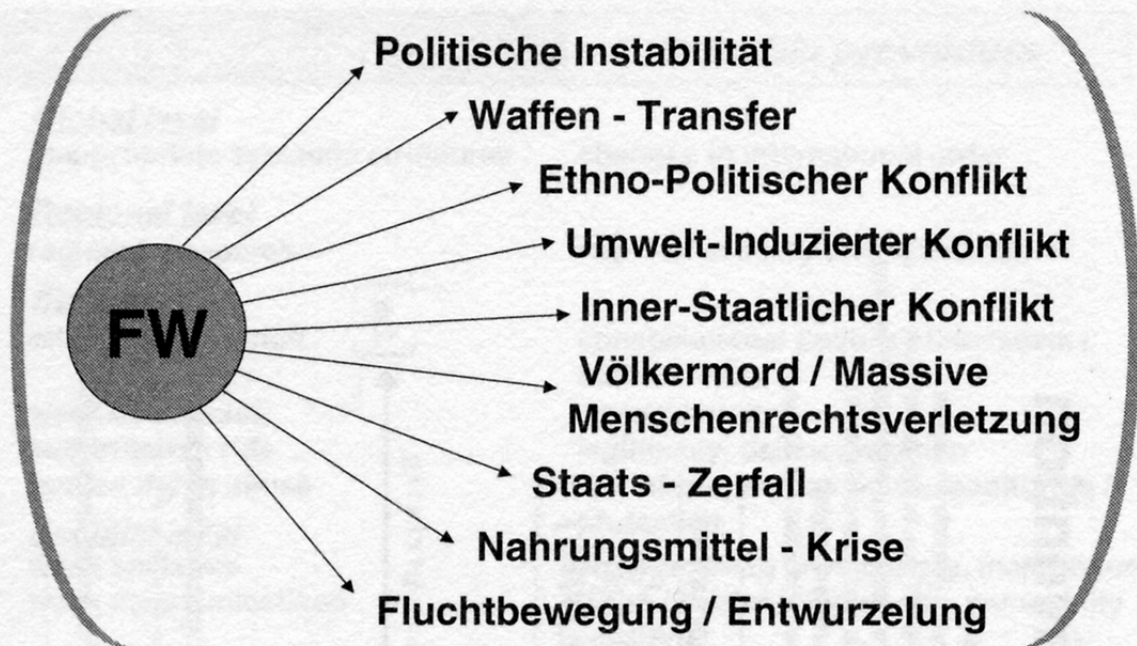 Politische Instabilität
Waffen - Transfer
Ethno-Politischer Konflikt
Umwelt-Induzierter Konflikt
Inner-Staatlicher Konflikt
FW
Völkermord / Massive
Menschenrechtsverletzung
Staats - Zerfall
Nahrungsmittel - Krise
Fluchtbewegung / Entwurzelung